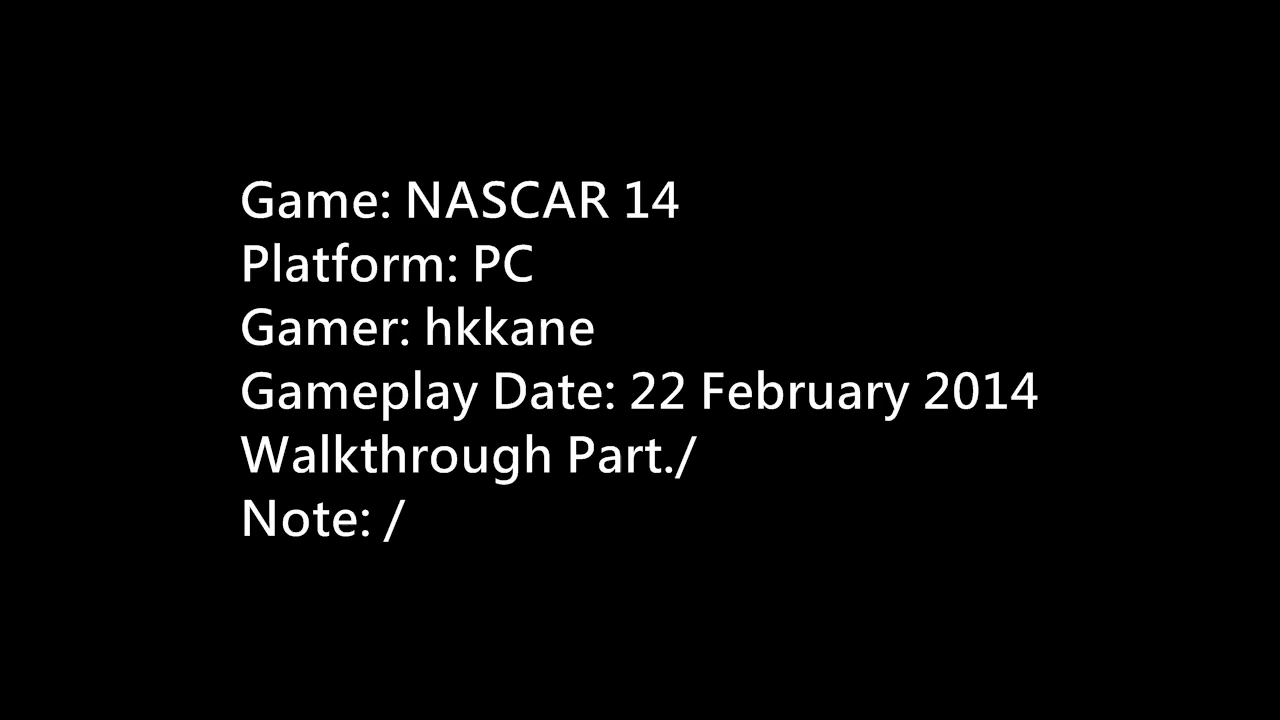 Game: NASCAR 14
Platform: PC
Gamer: hkkane
Gameplay Date: 22 February 2014
Walkthrough Part./
Note: /